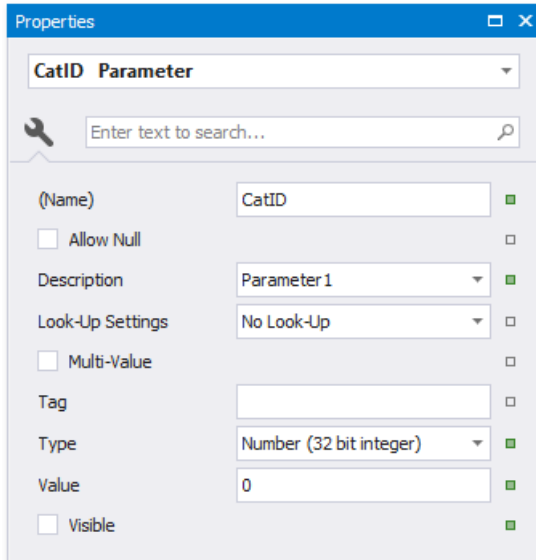 Properties
CatID Parameter
Enter text to search...
(Name) CatID
Allow Null
Description Parameter1
Look-Up Settings No Look-Up
Multi-Value
Tag
Type Number (32 bit integer)
Value 0
Visible